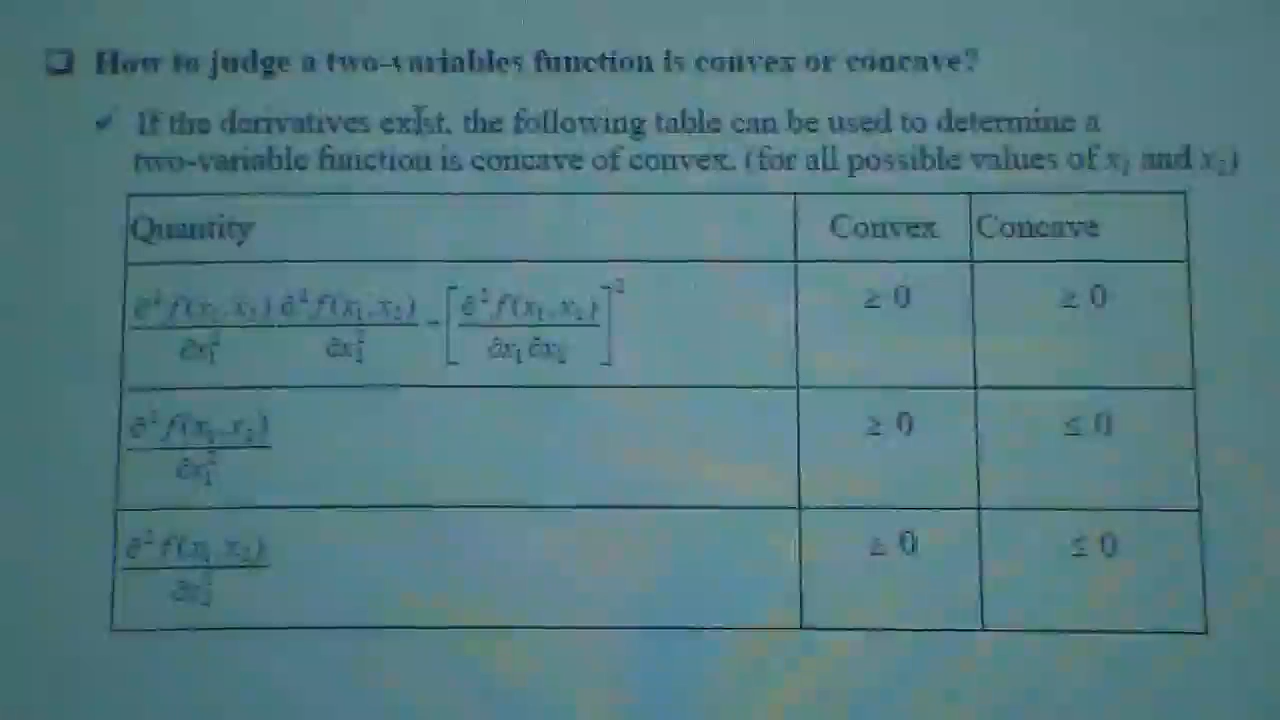 ❑ How to judge a two-variables function is convex or concave?
✓ If the derivatives exist, the following table can be used to determine a
two-variable function is concave of convex. (for all possible values of x₁ and x₂)
Quantity Convex Concave
∂²f(x₁,x₂)/∂x₁² ∂²f(x₁,x₂)/∂x₂² - [∂²f(x₁,x₂)/∂x₁∂x₂]² ≥ 0 ≥ 0
∂²f(x₁,x₂)/∂x₁² ≥ 0 ≤ 0
∂²f(x₁,x₂)/∂x₂² ≥ 0 ≤ 0